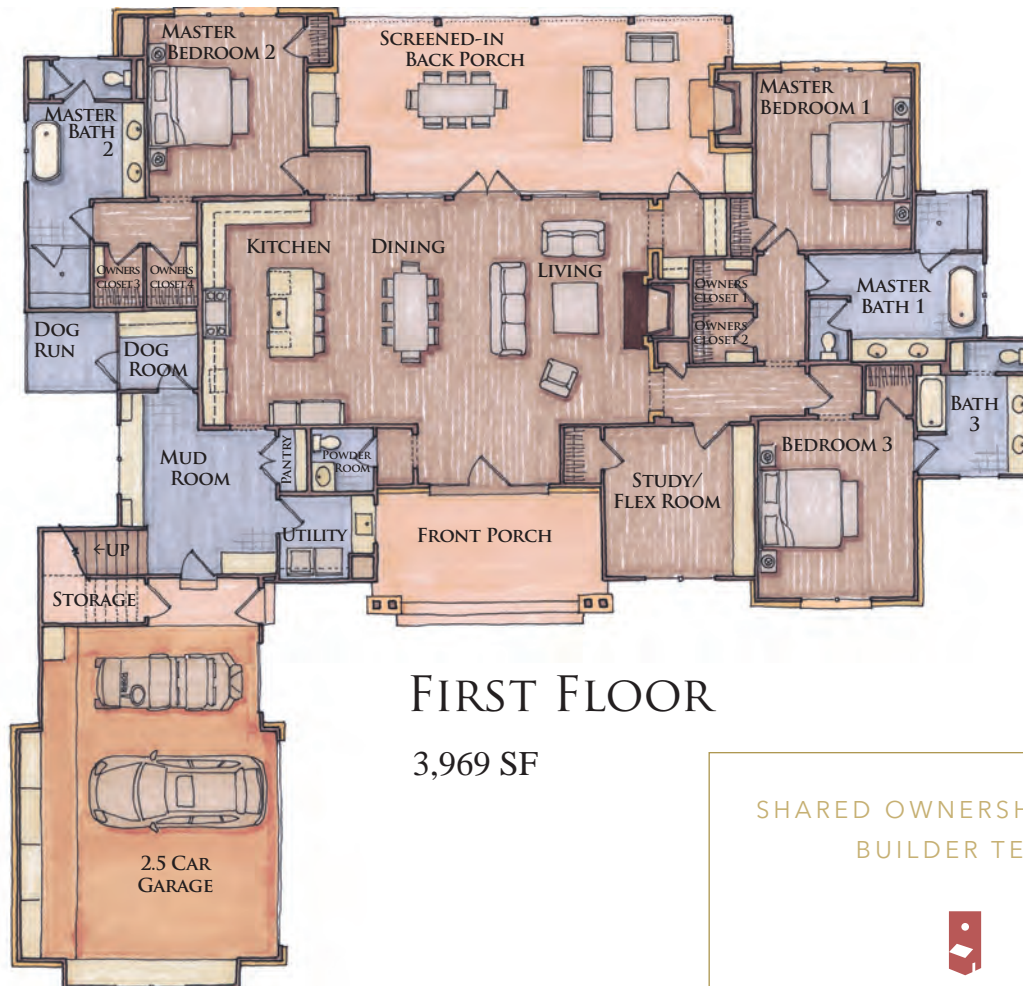 MASTER
BEDROOM 2
SCREENED-IN
BACK PORCH
MASTER
BEDROOM 1
MASTER
BATH
2
KITCHEN
DINING
LIVING
OWNERS
CLOSET 3
OWNERS
CLOSET 4
OWNERS
CLOSET 1
OWNERS
CLOSET 2
MASTER
BATH 1
DOG
RUN
DOG
ROOM
BATH
3
MUD
ROOM
PANTRY
POWDER
ROOM
STUDY/
FLEX ROOM
BEDROOM 3
UTILITY
FRONT PORCH
←UP
STORAGE
2.5 CAR
GARAGE
FIRST FLOOR
3,969 SF
SHARED OWNERSH
BUILDER TE